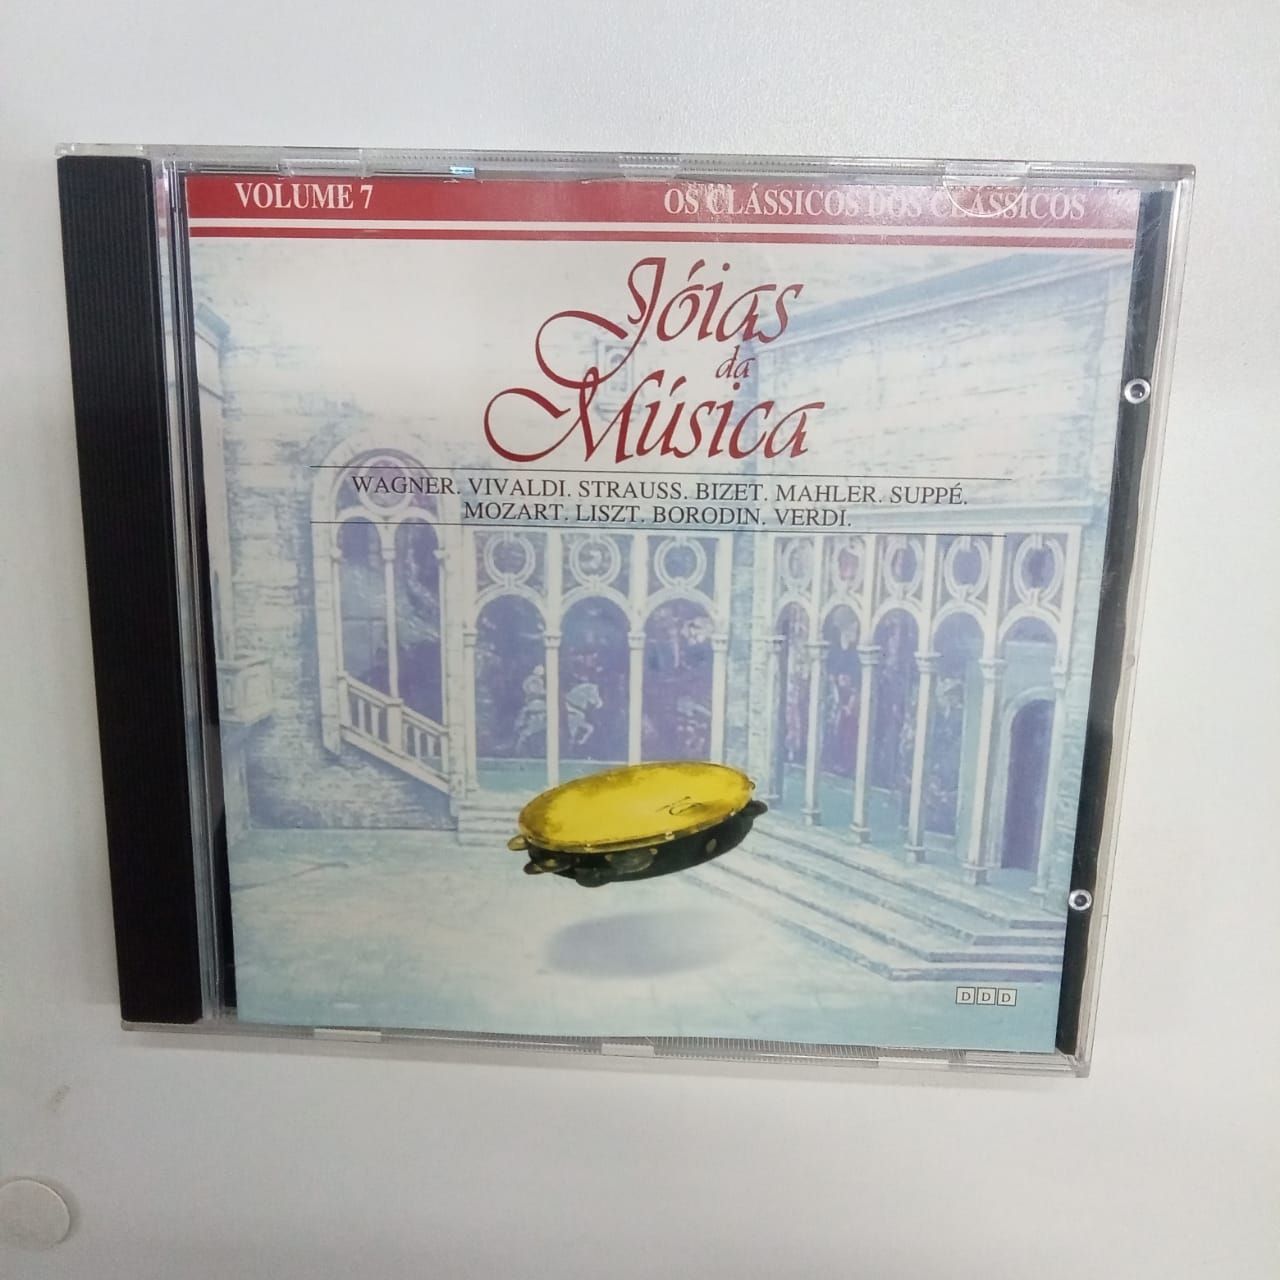 VOLUME 7
OS CLÁSSICOS DOS CLÁSSICOS
Jóias
da
Música
WAGNER. VIVALDI. STRAUSS. BIZET. MAHLER. SUPPÉ.
MOZART. LISZT. BORODIN. VERDI.
D D D